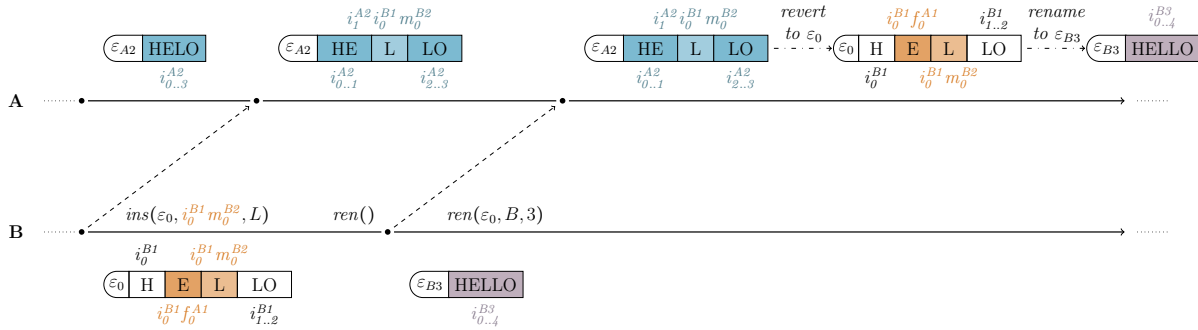 i_1^{A2} i_0^{B1} m_0^{B2}
i_1^{A2} i_0^{B1} m_0^{B2} revert to ε_0 i_0^{B1} f_0^{A1} i_{1..2}^{B1} rename to ε_{B3} i_{0..4}^{B3}
ε_{A2} HELO ε_{A2} HE L LO ε_{A2} HE L LO ε_0 H E L LO ε_{B3} HELLO
i_{0..3}^{A2} i_{0..1}^{A2} i_{2..3}^{A2} i_{0..1}^{A2} i_{2..3}^{A2} i_0^{B1} i_0^{B1} m_0^{B2}
A
ins(ε_0, i_0^{B1} m_0^{B2}, L) ren() ren(ε_0, B, 3)
B
i_0^{B1} i_0^{B1} m_0^{B2}
ε_0 H E L LO ε_{B3} HELLO
i_0^{B1} f_0^{A1} i_{1..2}^{B1} i_{0..4}^{B3}